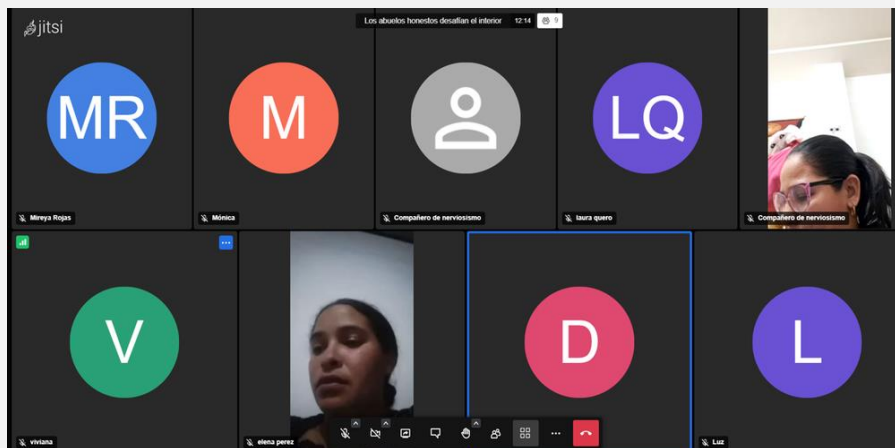 jitsi
Los abuelos honestos desafían el interior 12:14 9
MR
M
LQ
Mireya Rojas
Mónica
Compañero de nerviosismo
laura quero
Compañero de nerviosismo
V
D
L
viviana
elena perez
Luz